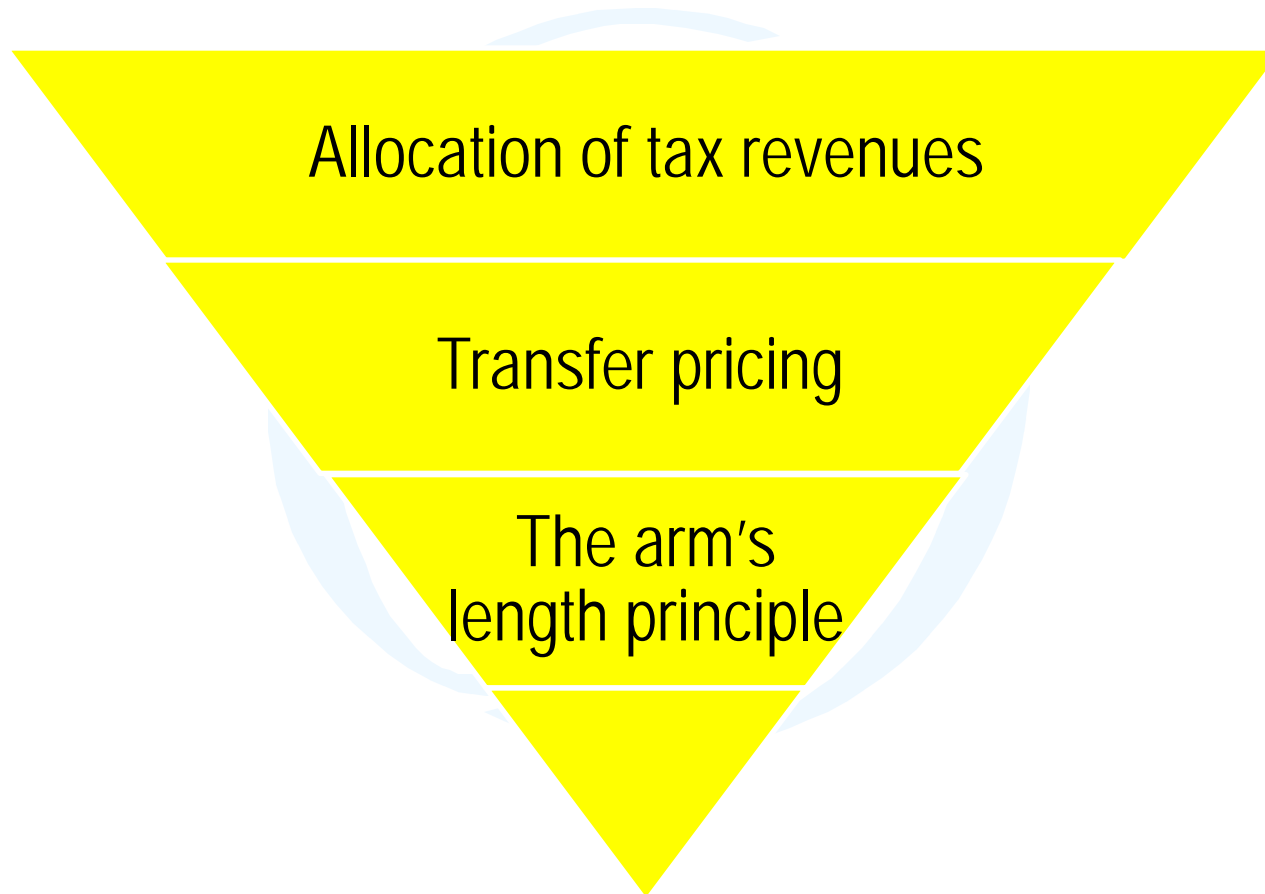 Allocation of tax revenues
Transfer pricing
The arm's
length principle